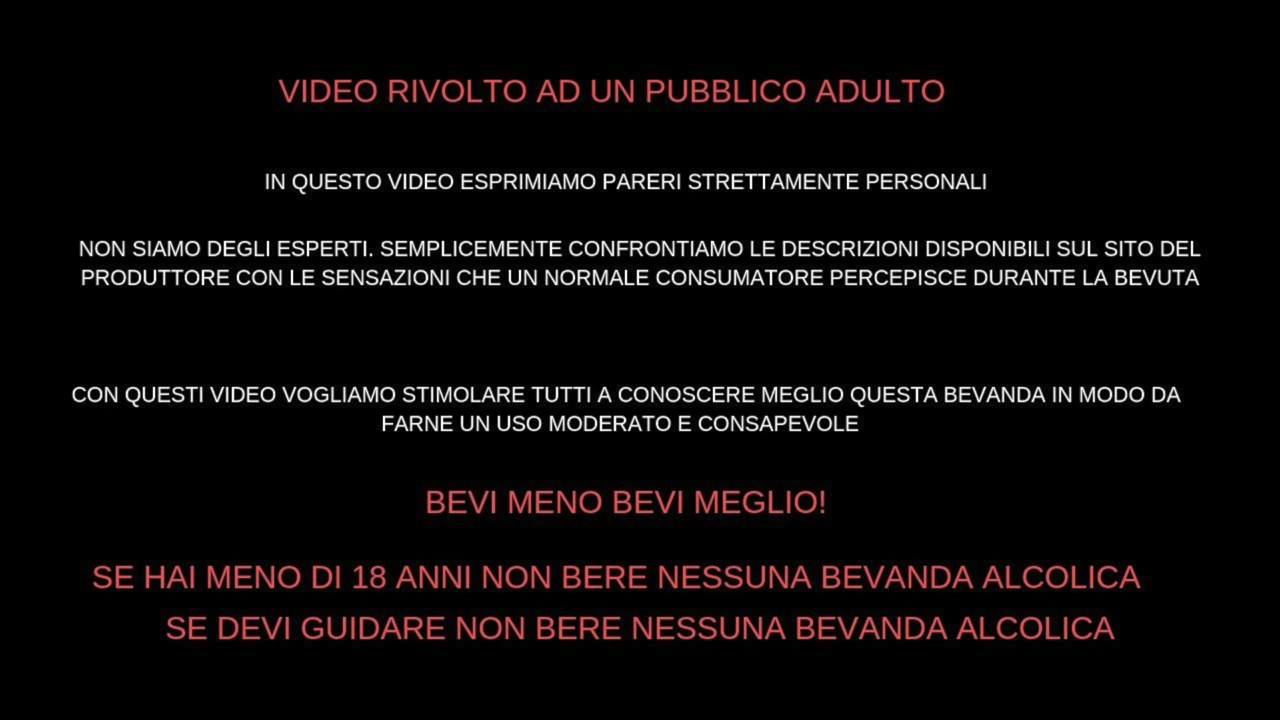 VIDEO RIVOLTO AD UN PUBBLICO ADULTO
IN QUESTO VIDEO ESPRIMIAMO PARERI STRETTAMENTE PERSONALI
NON SIAMO DEGLI ESPERTI. SEMPLICEMENTE CONFRONTIAMO LE DESCRIZIONI DISPONIBILI SUL SITO DEL
PRODUTTORE CON LE SENSAZIONI CHE UN NORMALE CONSUMATORE PERCEPISCE DURANTE LA BEVUTA
CON QUESTI VIDEO VOGLIAMO STIMOLARE TUTTI A CONOSCERE MEGLIO QUESTA BEVANDA IN MODO DA
FARNE UN USO MODERATO E CONSAPEVOLE
BEVI MENO BEVI MEGLIO!
SE HAI MENO DI 18 ANNI NON BERE NESSUNA BEVANDA ALCOLICA
SE DEVI GUIDARE NON BERE NESSUNA BEVANDA ALCOLICA